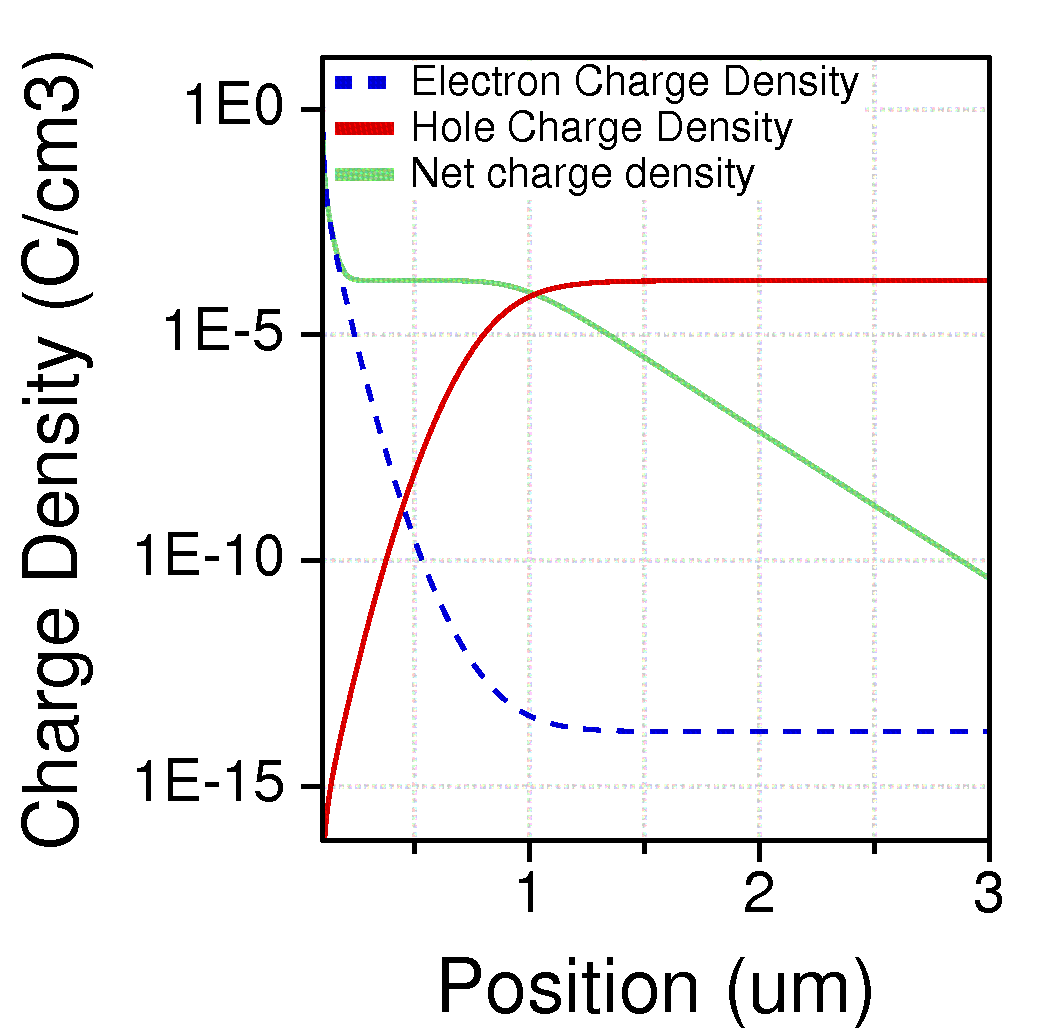 Charge Density (C/cm3)
Electron Charge Density
Hole Charge Density
Net charge density
1E0
1E-5
1E-10
1E-15
1
2
3
Position (um)